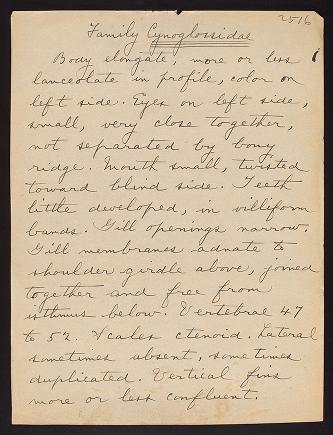 2516
Family Cynoglossidae
Body elongate, more or less
lanceolate in profile, color on
left side. Eyes on left side,
small, very close together,
not separated by bony
ridge. Mouth small, twisted
toward blind side. Teeth
little developed, in villiform
bands. Gill openings narrow.
Gill membranes adnate to
shoulder girdle above, joined
together and free from
isthmus below. Vertebrae 47
to 52. Scales ctenoid. Lateral
sometimes absent, sometimes
duplicated. Vertical fins
more or less confluent.